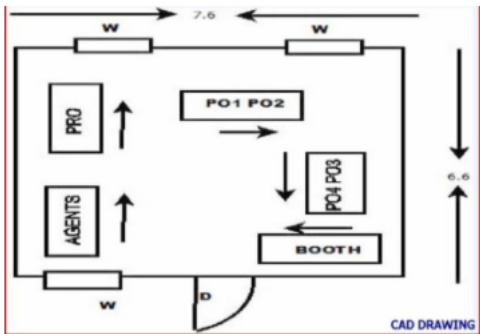 7.6
W
W
PRO
PO1 PO2
AGENTS
PO4 PO3
6.6
BOOTH
W
D
CAD DRAWING